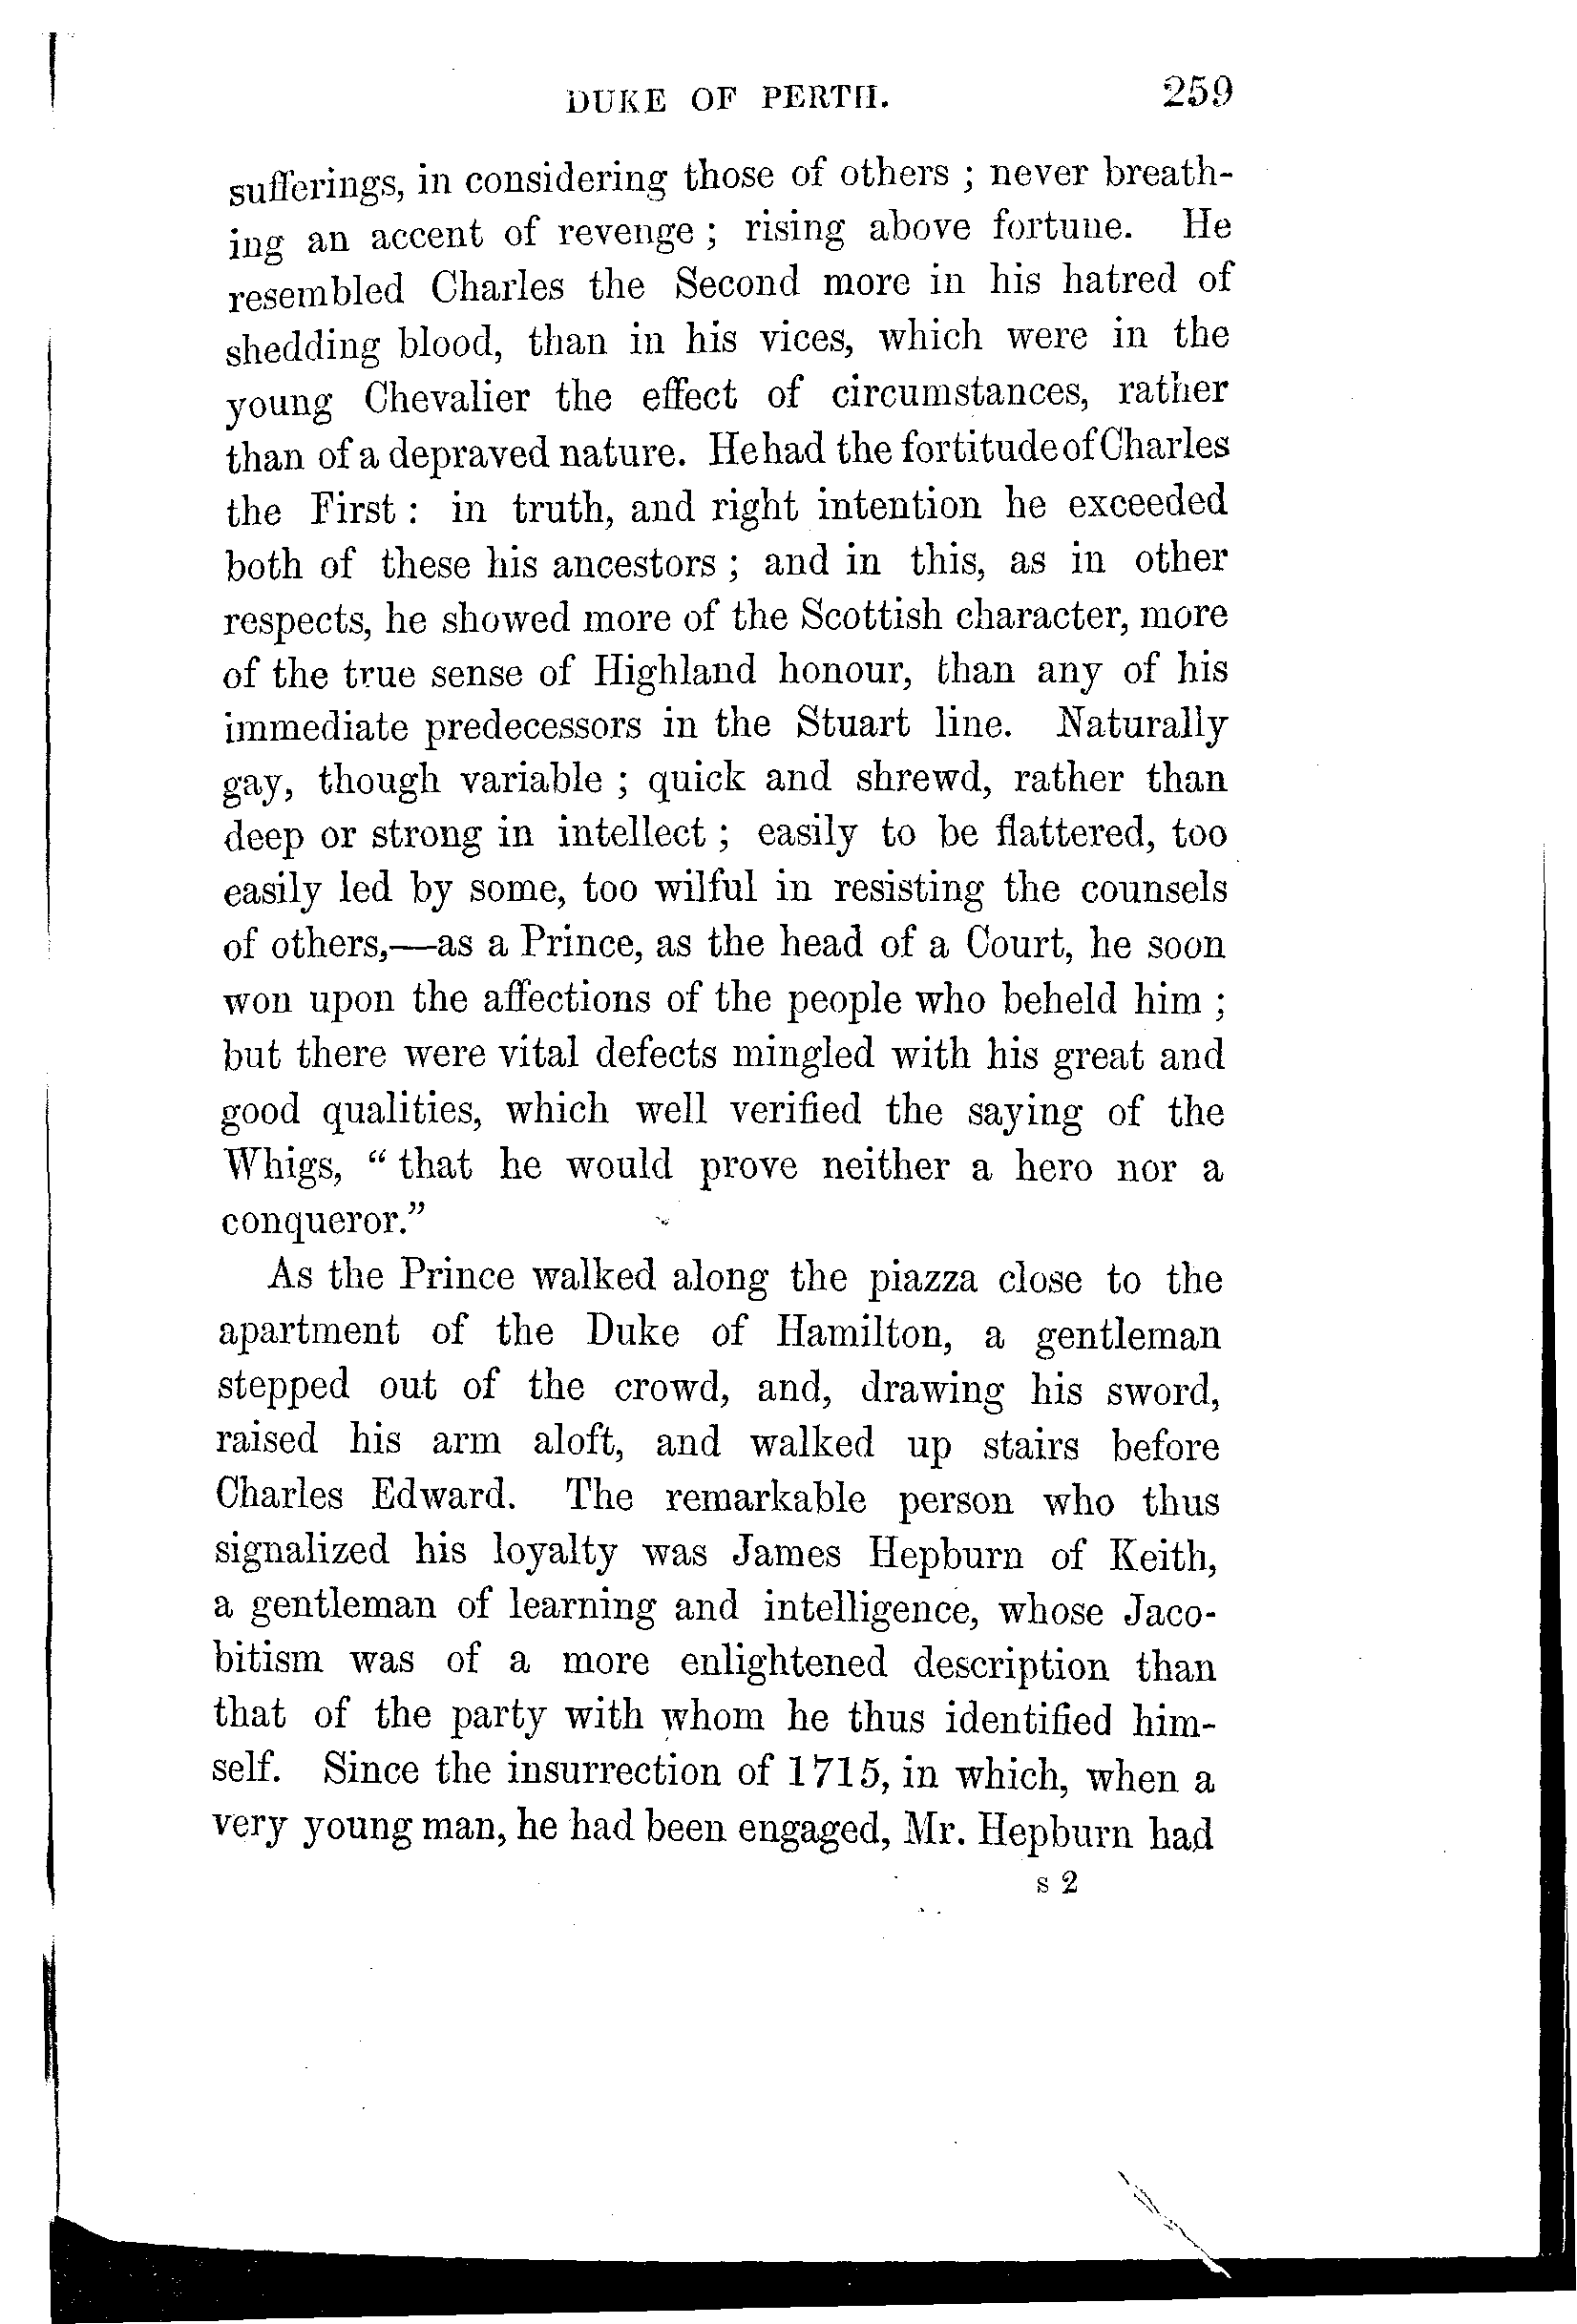 DUKE OF PERTH. 259
sufferings, in considering those of others ; never breath-
ing an accent of revenge ; rising above fortune. He
resembled Charles the Second more in his hatred of
shedding blood, than in his vices, which were in the
young Chevalier the effect of circumstances, rather
than of a depraved nature. He had the fortitude of Charles
the First : in truth, and right intention he exceeded
both of these his ancestors ; and in this, as in other
respects, he showed more of the Scottish character, more
of the true sense of Highland honour, than any of his
immediate predecessors in the Stuart line. Naturally
gay, though variable ; quick and shrewd, rather than
deep or strong in intellect ; easily to be flattered, too
easily led by some, too wilful in resisting the counsels
of others,—as a Prince, as the head of a Court, he soon
won upon the affections of the people who beheld him ;
but there were vital defects mingled with his great and
good qualities, which well verified the saying of the
Whigs, “ that he would prove neither a hero nor a
conqueror.”
As the Prince walked along the piazza close to the
apartment of the Duke of Hamilton, a gentleman
stepped out of the crowd, and, drawing his sword,
raised his arm aloft, and walked up stairs before
Charles Edward. The remarkable person who thus
signalized his loyalty was James Hepburn of Keith,
a gentleman of learning and intelligence, whose Jaco-
bitism was of a more enlightened description than
that of the party with whom he thus identified him-
self. Since the insurrection of 1715, in which, when a
very young man, he had been engaged, Mr. Hepburn had
s 2